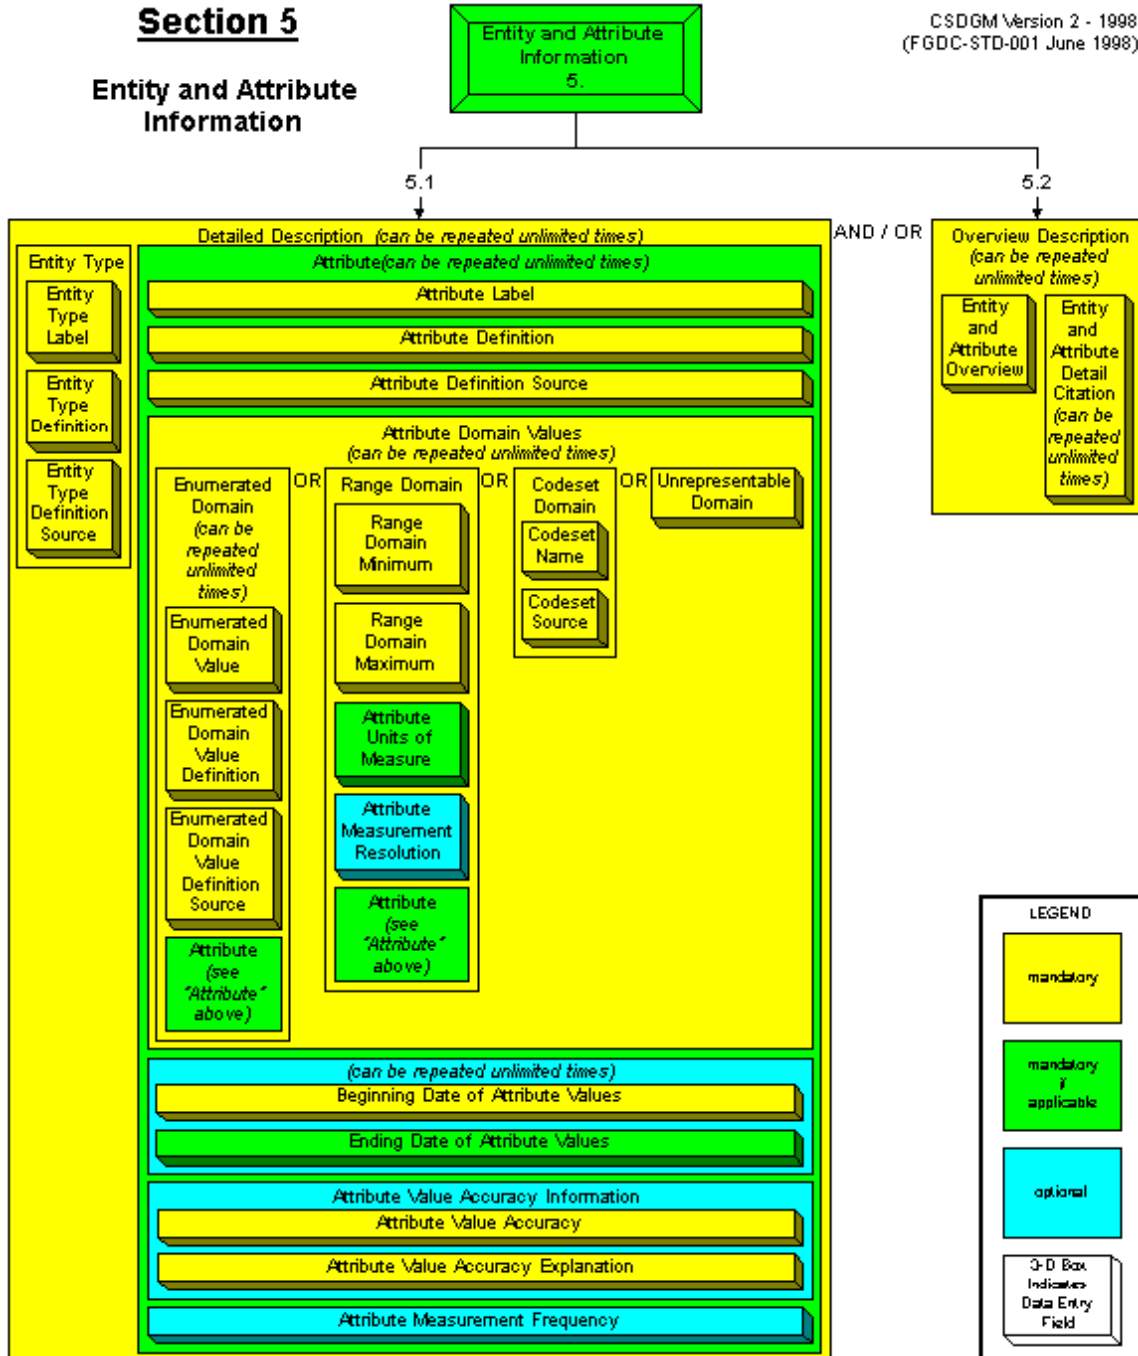 Section 5
Entity and Attribute
Information
Entity and Attribute
Information
5.
CSDGM Version 2 - 1998
(FGDC-STD-001 June 1998)
5.1
5.2
Detailed Description (can be repeated unlimited times)
AND / OR
Entity Type
Entity
Type
Label
Entity
Type
Definition
Entity
Type
Definition
Source
Attribute(can be repeated unlimited times)
Attribute Label
Attribute Definition
Attribute Definition Source
Attribute Domain Values
(can be repeated unlimited times)
Enumerated
Domain
(can be
repeated
unlimited
times)
Enumerated
Domain
Value
Enumerated
Domain
Value
Definition
Enumerated
Domain
Value
Definition
Source
Attribute
(see
"Attribute"
above)
OR
Range Domain
Range
Domain
Minimum
Range
Domain
Maximum
Attribute
Units of
Measure
Attribute
Measurement
Resolution
Attribute
(see
"Attribute"
above)
OR
Codeset
Domain
Codeset
Name
Codeset
Source
OR
Unrepresentable
Domain
(can be repeated unlimited times)
Beginning Date of Attribute Values
Ending Date of Attribute Values
Attribute Value Accuracy Information
Attribute Value Accuracy
Attribute Value Accuracy Explanation
Attribute Measurement Frequency
Overview Description
(can be repeated
unlimited times)
Entity
and
Attribute
Overview
Entity
and
Attribute
Detail
Citation
(can be
repeated
unlimited
times)
LEGEND
mandatory
mandatory
if
applicable
optional
3-D Box
Indicates
Data Entry
Field